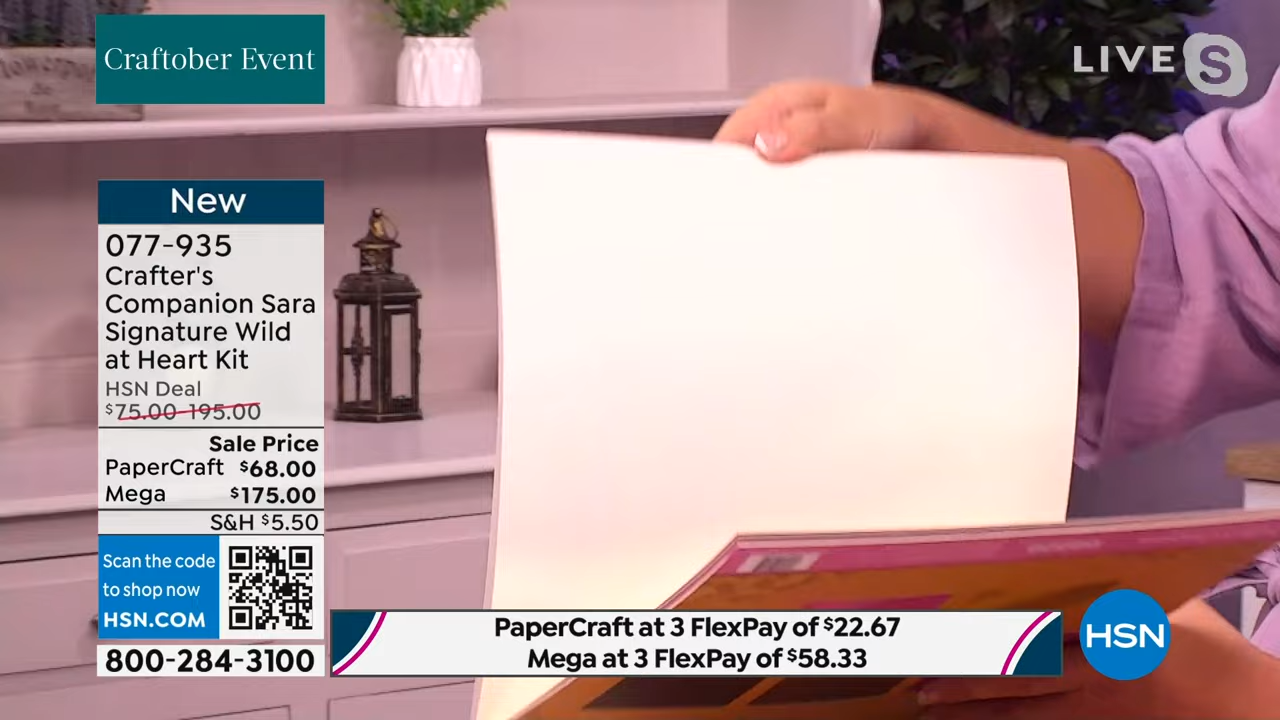 Craftober Event
LIVE S
New
077-935
Crafter's
Companion Sara
Signature Wild
at Heart Kit
HSN Deal
$75.00-195.00
Sale Price
PaperCraft $68.00
Mega $175.00
S&H $5.50
Scan the code
to shop now
HSN.COM
800-284-3100
PaperCraft at 3 FlexPay of $22.67
Mega at 3 FlexPay of $58.33
HSN